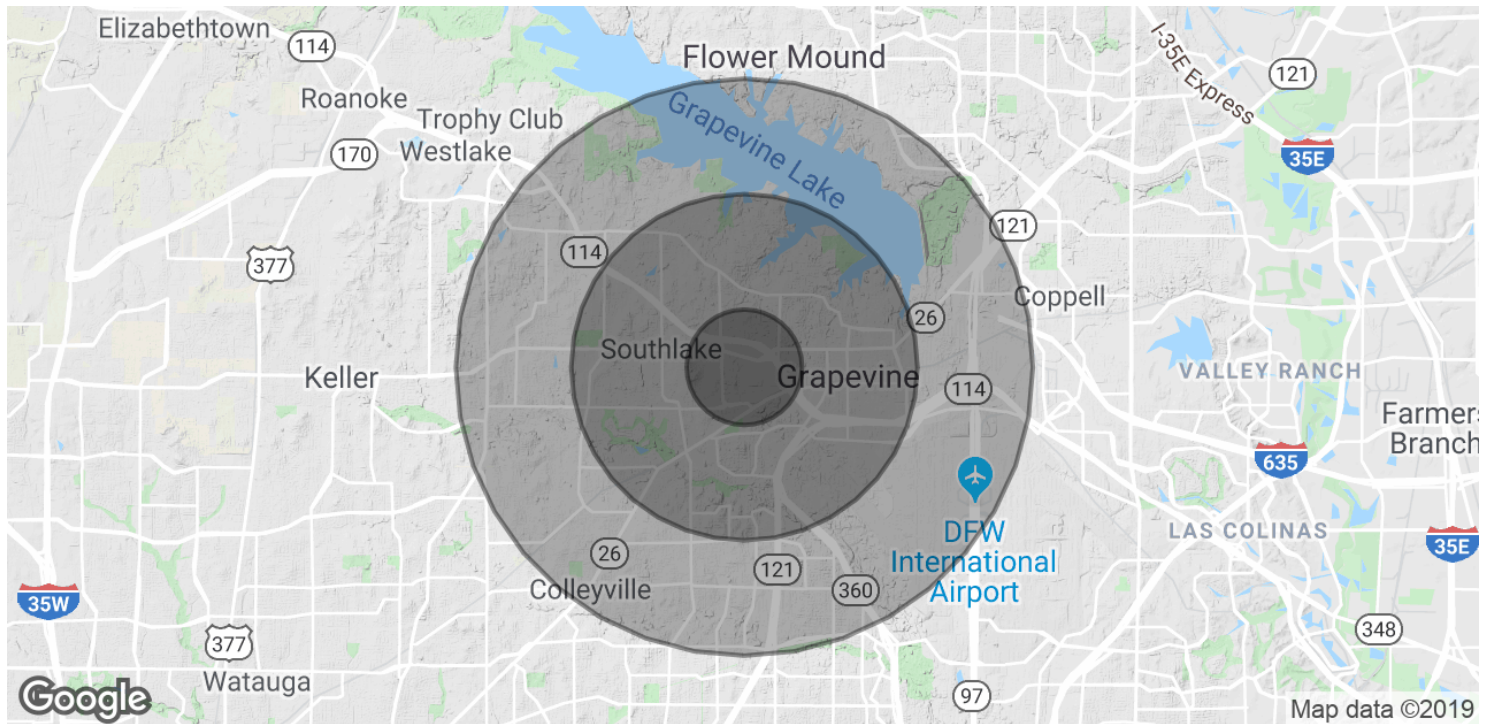 Elizabethtown
114
Flower Mound
I-35E Express
121
Roanoke
Trophy Club
Westlake
170
Grapevine Lake
35E
121
114
377
26
Coppell
Southlake
Grapevine
Keller
114
VALLEY RANCH
Farmers
Branch
635
DFW
International
Airport
LAS COLINAS
35E
26
121
360
Colleyville
35W
377
348
Watauga
97
Google
Map data ©2019